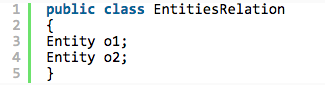 1 public class EntitiesRelation
2 {
3 Entity o1;
4 Entity o2;
5 }